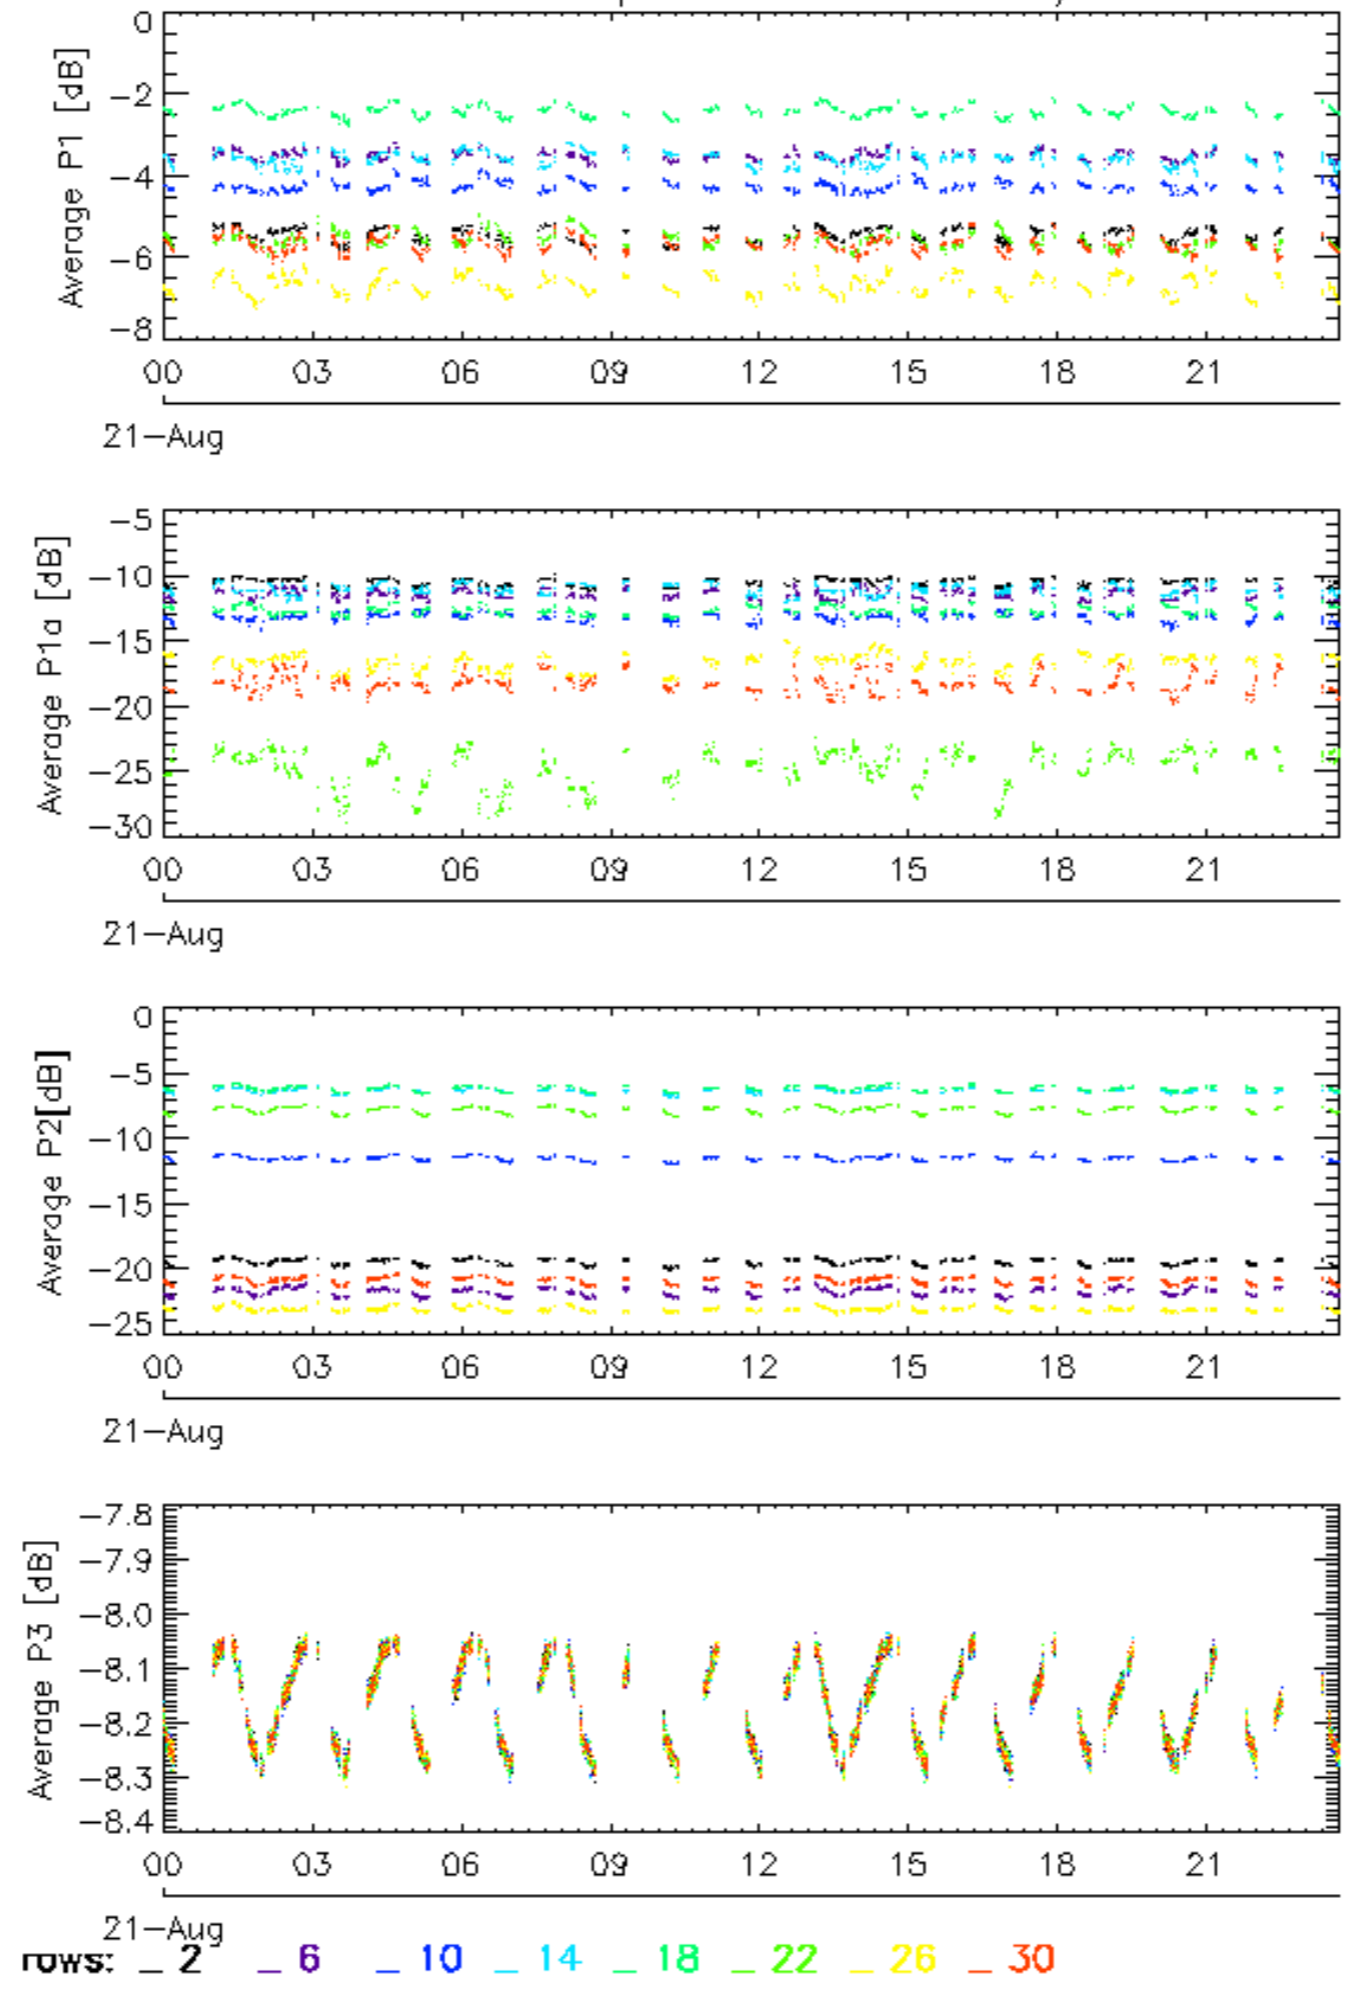 Average P1 [dB]
0
−2
−4
−6
−8
00 03 06 09 12 15 18 21
21−Aug
Average P1a [dB]
−5
−10
−15
−20
−25
−30
00 03 06 09 12 15 18 21
21−Aug
Average P2[dB]
0
−5
−10
−15
−20
−25
00 03 06 09 12 15 18 21
21−Aug
Average P3 [dB]
−7.8
−7.9
−8.0
−8.1
−8.2
−8.3
−8.4
00 03 06 09 12 15 18 21
21−Aug
rows: _ 2 _ 6 _ 10 _ 14 _ 18 _ 22 _ 26 _ 30